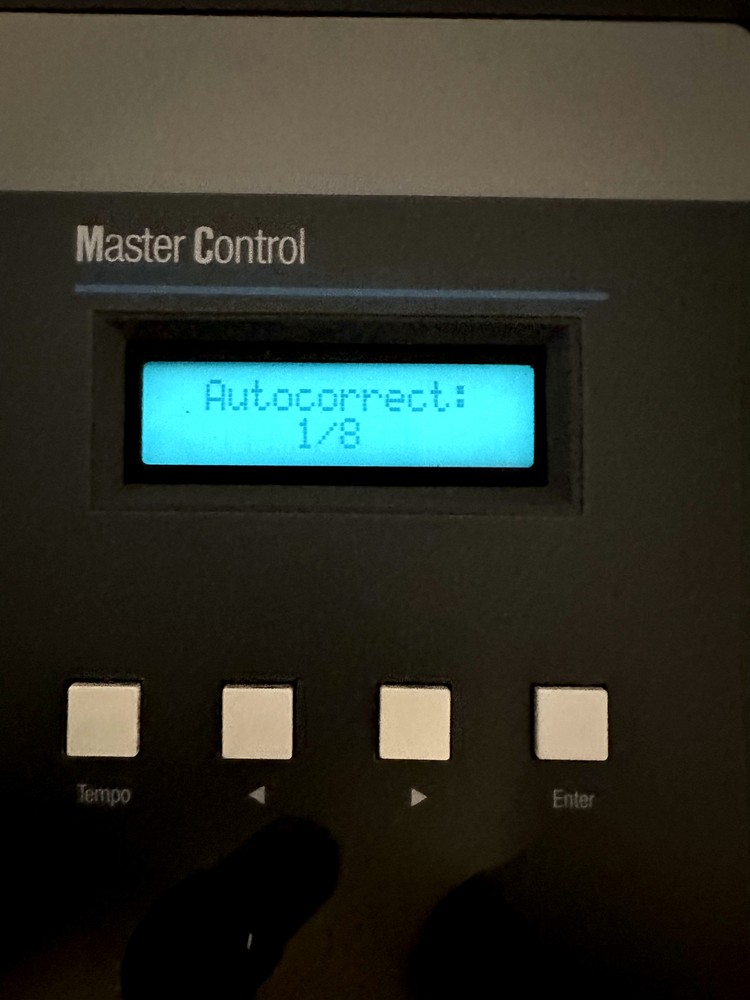 Master Control
Autocorrect:
1/8
Tempo ◀ ▶ Enter